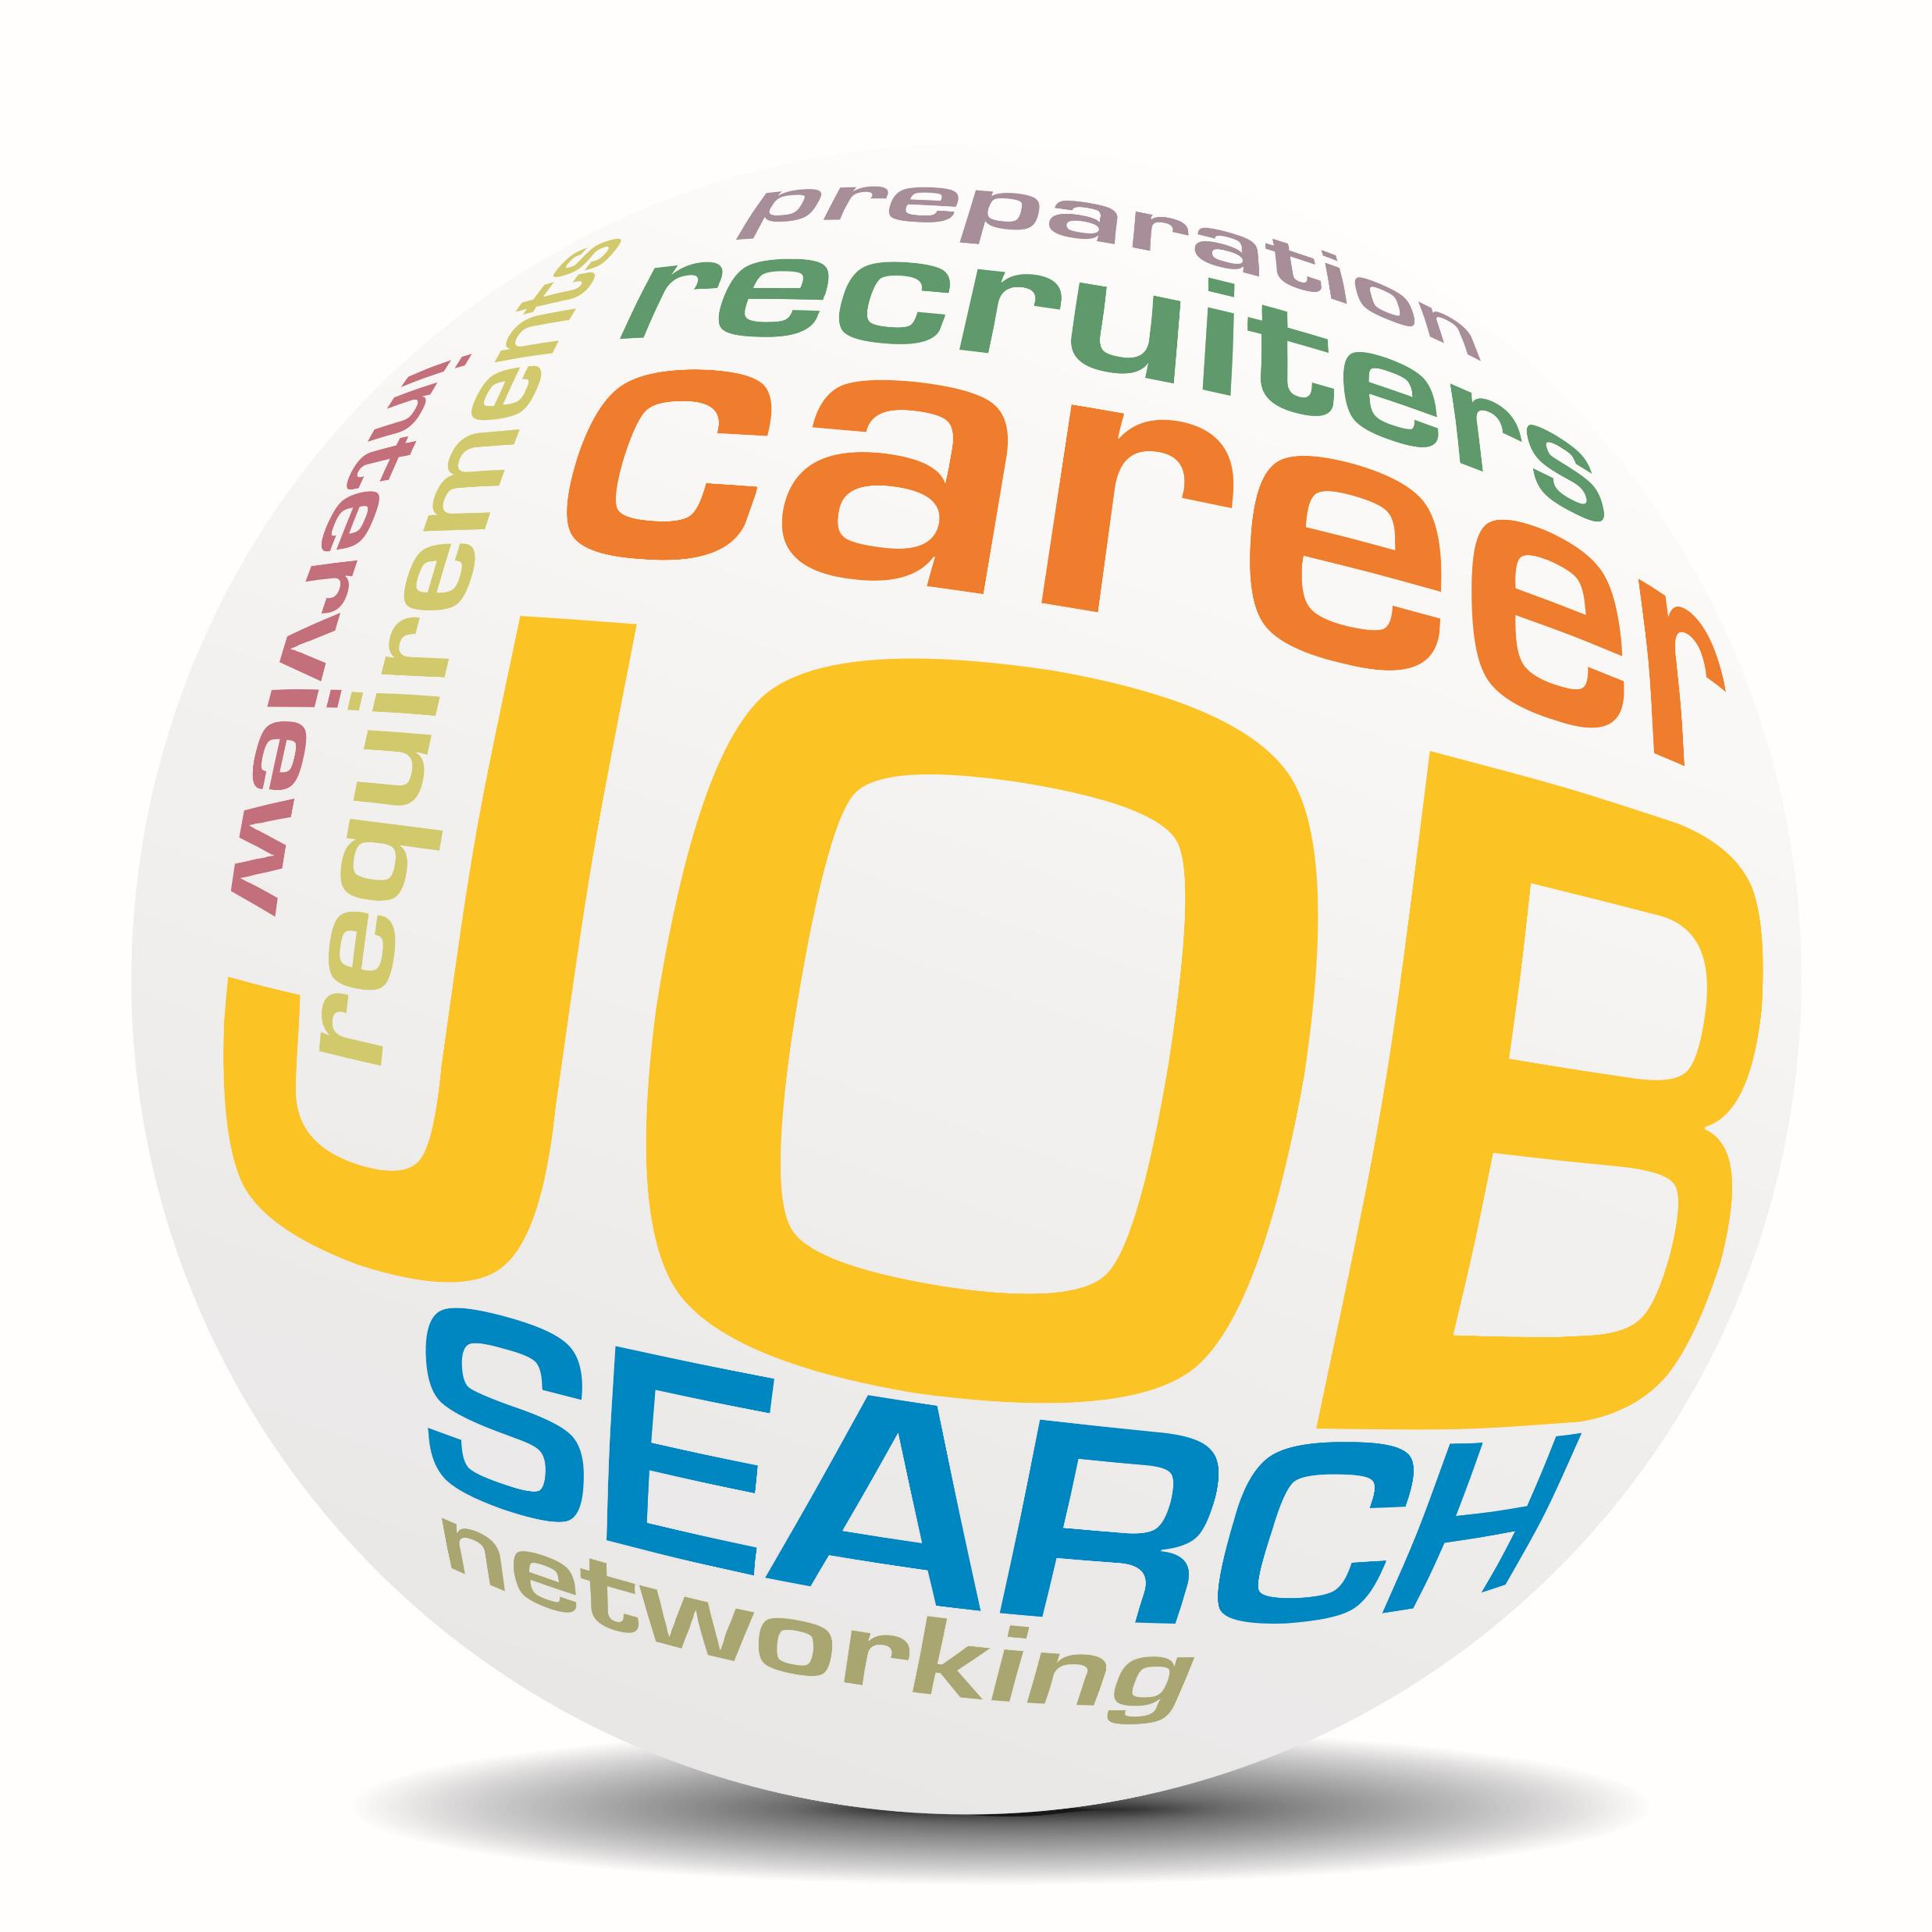 preparation
recruiters
career
interview
requirements
JOB
SEARCH
networking